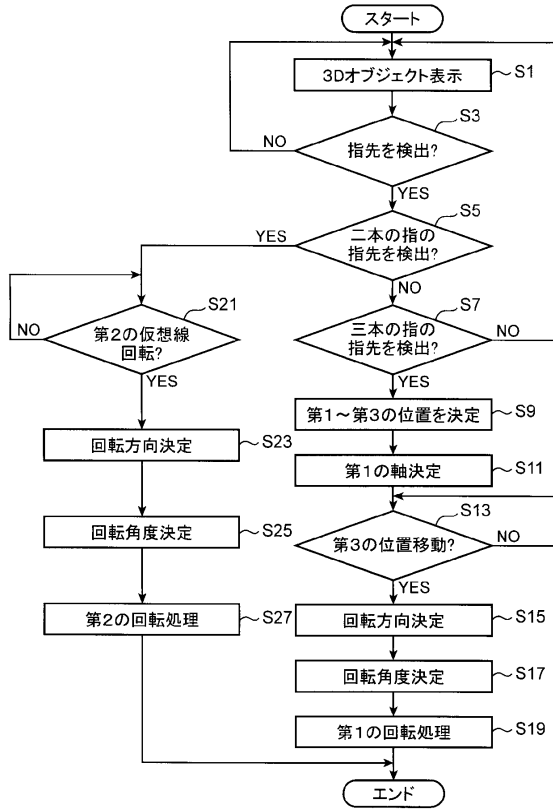 スタート
3Dオブジェクト表示
S1
S3
NO
指先を検出?
YES
S5
YES
二本の指の
指先を検出?
NO
S21
S7
NO
第2の仮想線
回転?
三本の指の
指先を検出?
NO
YES
YES
第1~第3の位置を決定
S9
回転方向決定
S23
第1の軸決定
S11
S13
回転角度決定
S25
第3の位置移動?
NO
YES
第2の回転処理
S27
回転方向決定
S15
回転角度決定
S17
第1の回転処理
S19
エンド